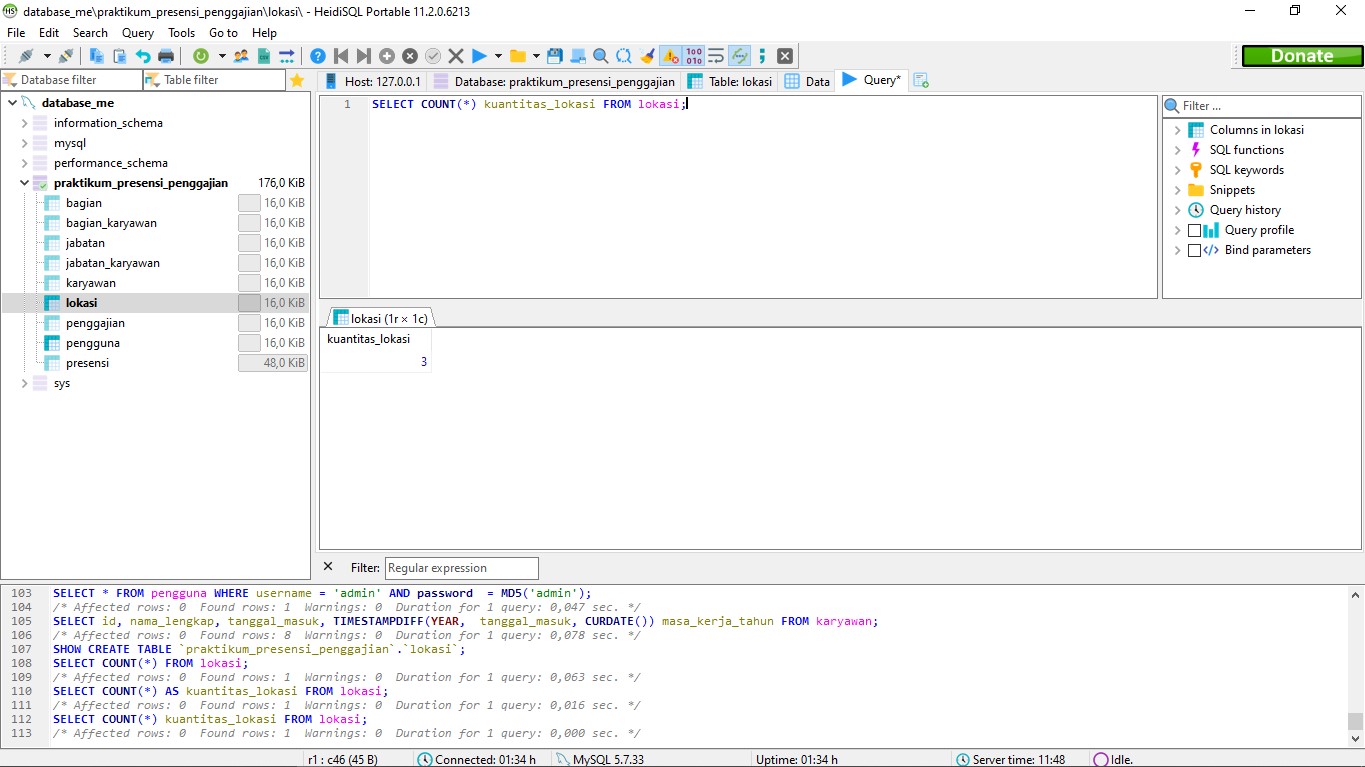 database_me\praktikum_presensi_penggajian\lokasi\ - HeidiSQL Portable 11.2.0.6213
File Edit Search Query Tools Go to Help
Donate
Database filter Table filter
Host: 127.0.0.1 Database: praktikum_presensi_penggajian Table: lokasi Data Query*
database_me
information_schema
mysql
performance_schema
praktikum_presensi_penggajian 176,0 KiB
bagian 16,0 KiB
bagian_karyawan 16,0 KiB
jabatan 16,0 KiB
jabatan_karyawan 16,0 KiB
karyawan 16,0 KiB
lokasi 16,0 KiB
penggajian 16,0 KiB
pengguna 16,0 KiB
presensi 48,0 KiB
sys
1 SELECT COUNT(*) kuantitas_lokasi FROM lokasi;
Filter ...
Columns in lokasi
SQL functions
SQL keywords
Snippets
Query history
Query profile
Bind parameters
lokasi (1r × 1c)
kuantitas_lokasi
3
Filter: Regular expression
103 SELECT * FROM pengguna WHERE username = 'admin' AND password  = MD5('admin');
104 /* Affected rows: 0  Found rows: 1  Warnings: 0  Duration for 1 query: 0,047 sec. */
105 SELECT id, nama_lengkap, tanggal_masuk, TIMESTAMPDIFF(YEAR,  tanggal_masuk, CURDATE()) masa_kerja_tahun FROM karyawan;
106 /* Affected rows: 0  Found rows: 8  Warnings: 0  Duration for 1 query: 0,078 sec. */
107 SHOW CREATE TABLE `praktikum_presensi_penggajian`.`lokasi`;
108 SELECT COUNT(*) FROM lokasi;
109 /* Affected rows: 0  Found rows: 1  Warnings: 0  Duration for 1 query: 0,063 sec. */
110 SELECT COUNT(*) AS kuantitas_lokasi FROM lokasi;
111 /* Affected rows: 0  Found rows: 1  Warnings: 0  Duration for 1 query: 0,016 sec. */
112 SELECT COUNT(*) kuantitas_lokasi FROM lokasi;
113 /* Affected rows: 0  Found rows: 1  Warnings: 0  Duration for 1 query: 0,000 sec. */
r1 : c46 (45 B) Connected: 01:34 h MySQL 5.7.33 Uptime: 01:34 h Server time: 11:48 Idle.